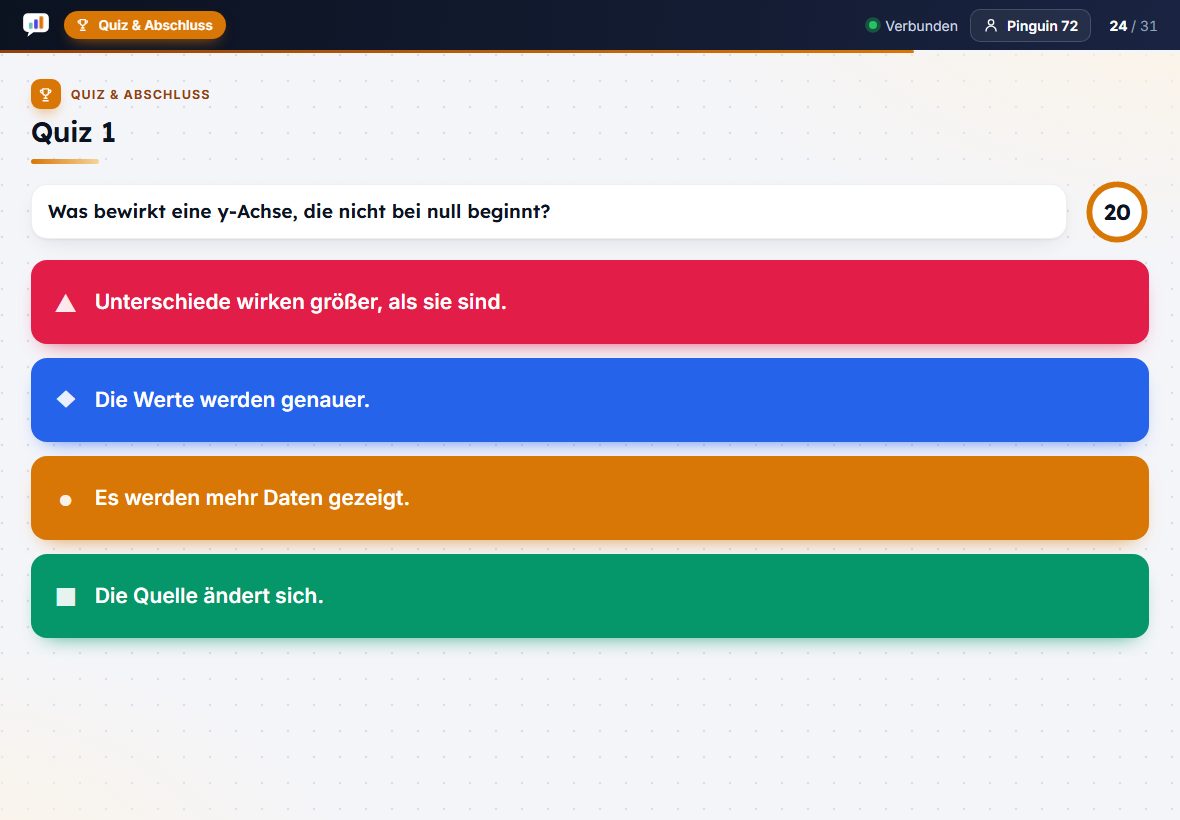 Quiz & Abschluss
Verbunden
Pinguin 72
24 / 31
QUIZ & ABSCHLUSS
Quiz 1
Was bewirkt eine y-Achse, die nicht bei null beginnt?
20
Unterschiede wirken größer, als sie sind.
Die Werte werden genauer.
Es werden mehr Daten gezeigt.
Die Quelle ändert sich.